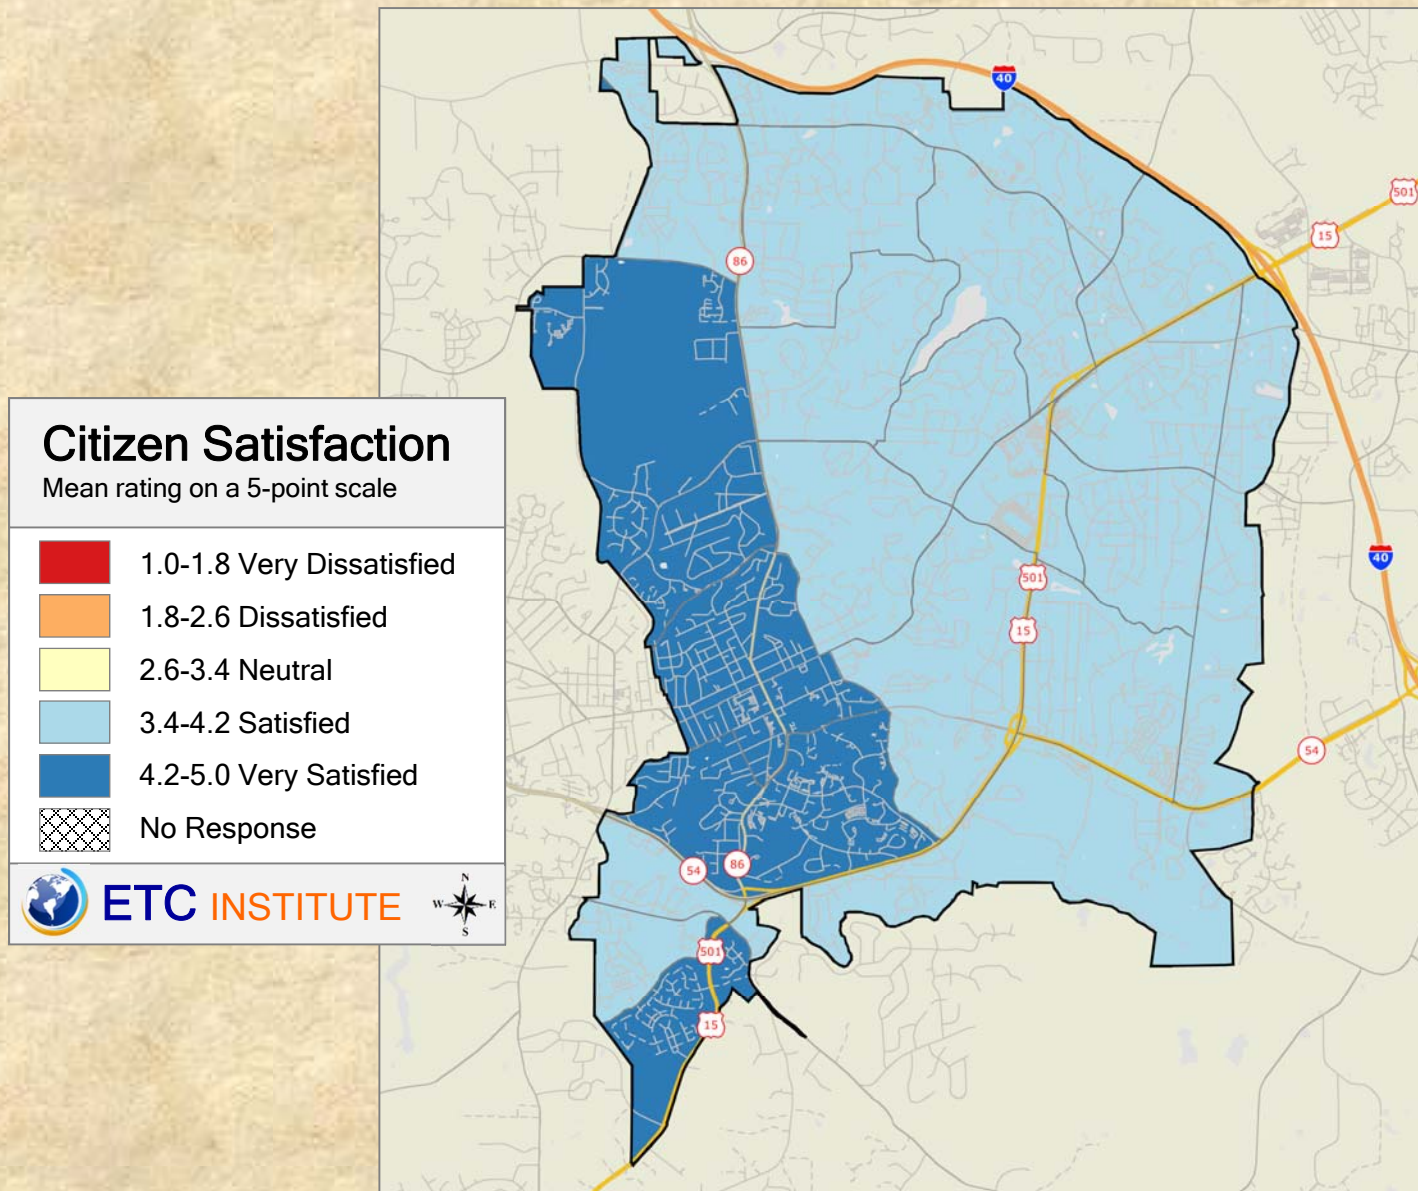 40
501
15
86
Citizen Satisfaction
Mean rating on a 5-point scale
1.0-1.8 Very Dissatisfied
1.8-2.6 Dissatisfied
2.6-3.4 Neutral
3.4-4.2 Satisfied
4.2-5.0 Very Satisfied
No Response
ETC INSTITUTE
N
W E
S
40
501
15
54
54
86
501
15